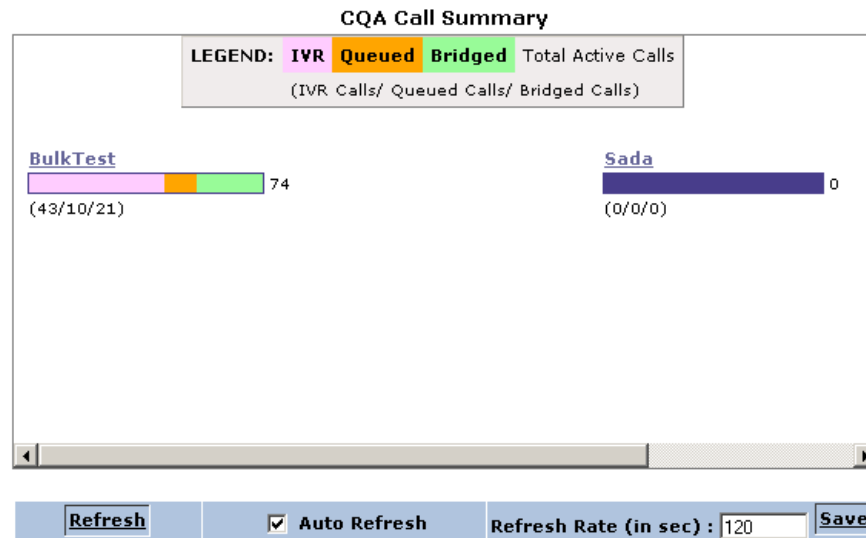 CQA Call Summary
LEGEND: IVR Queued Bridged Total Active Calls
(IVR Calls/ Queued Calls/ Bridged Calls)
BulkTest
74
(43/10/21)
Sada
0
(0/0/0)
Refresh Auto Refresh Refresh Rate (in sec) : 120 Save